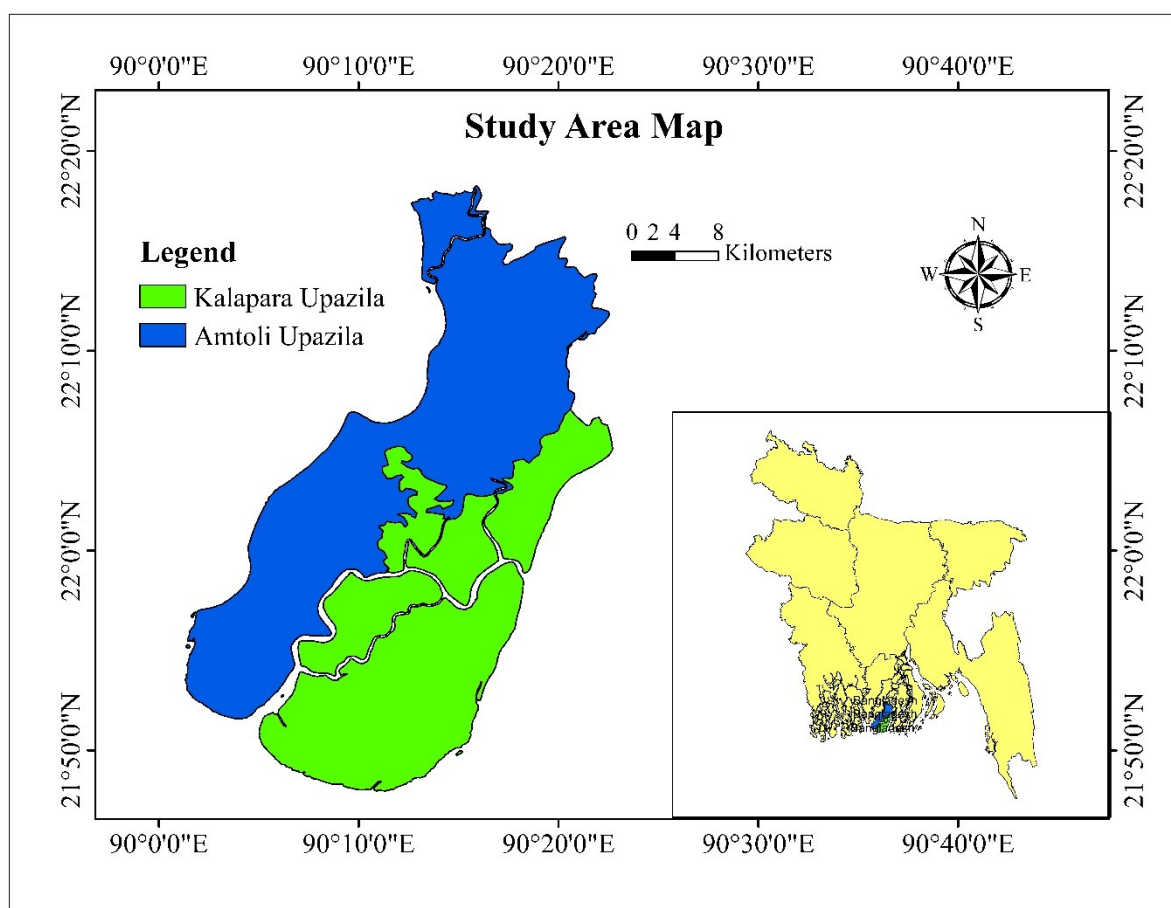 90°0'0"E 90°10'0"E 90°20'0"E 90°30'0"E 90°40'0"E
Study Area Map
22°20'0"N 22°20'0"N
0 2 4 8
Kilometers
N
W E
S
Legend
Kalapara Upazila
Amtoli Upazila
22°10'0"N 22°10'0"N
22°0'0"N 22°0'0"N
Bangladesh
Bangladesh
Bangladesh
21°50'0"N 21°50'0"N
90°0'0"E 90°10'0"E 90°20'0"E 90°30'0"E 90°40'0"E